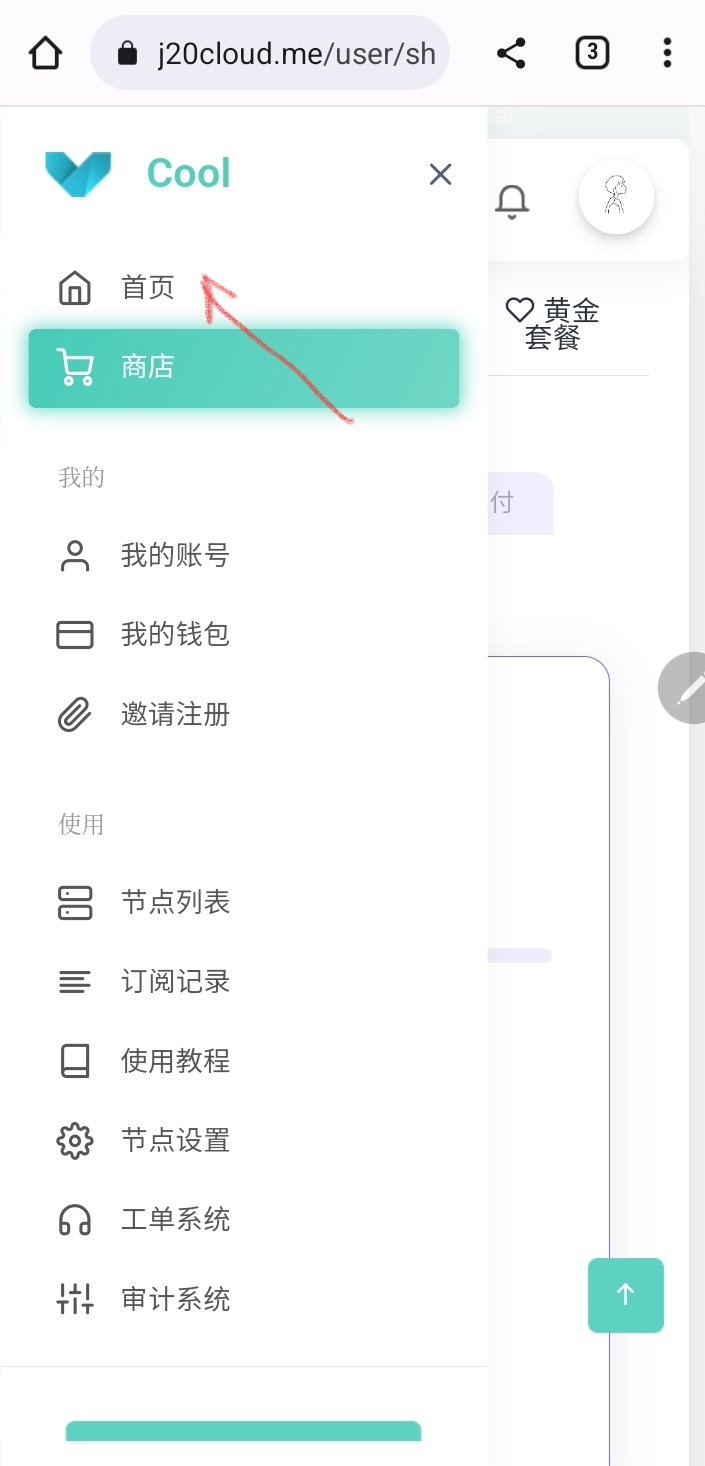 j20cloud.me/user/sh
3
Cool
首页
黄金
套餐
商店
我的
付
我的账号
我的钱包
邀请注册
使用
节点列表
订阅记录
使用教程
节点设置
工单系统
审计系统